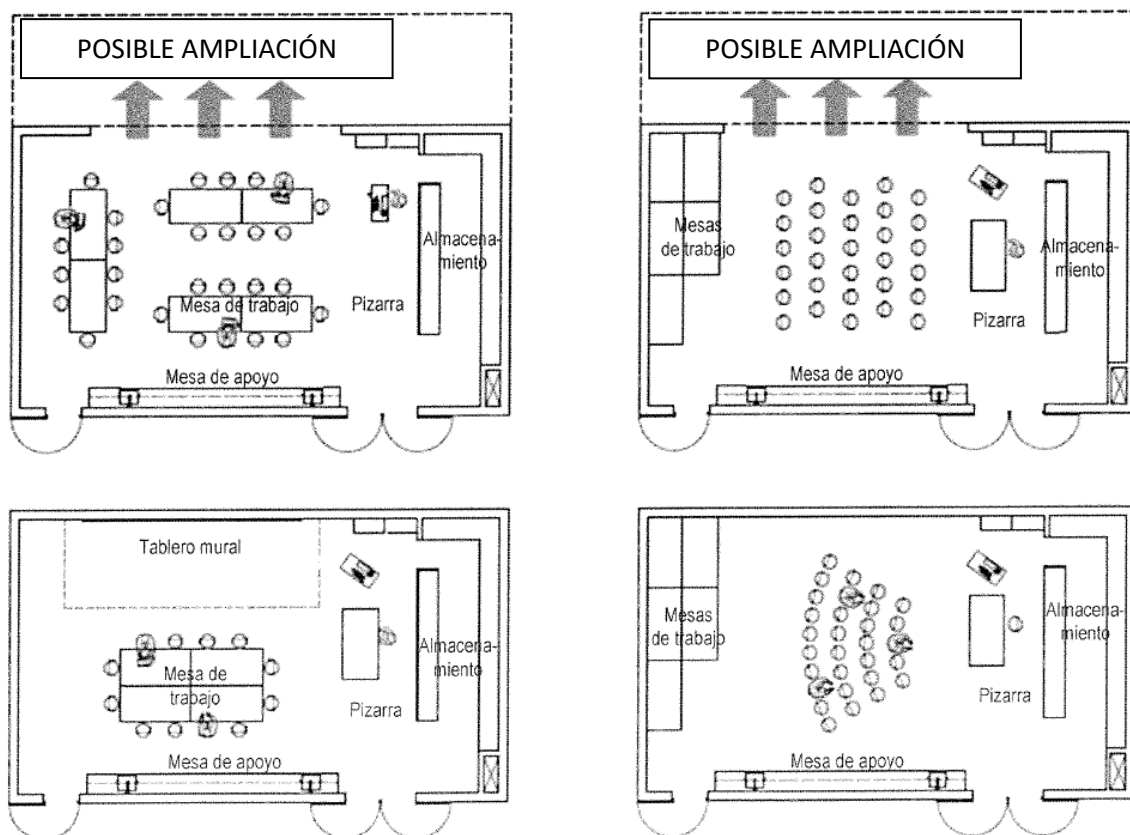 POSIBLE AMPLIACIÓN
Almacena-
miento
Mesa de trabajo
Pizarra
Mesa de apoyo
POSIBLE AMPLIACIÓN
Mesas
de trabajo
Almacena-
miento
Pizarra
Mesa de apoyo
Tablero mural
Mesa de
trabajo
Almacena-
miento
Pizarra
Mesa de apoyo
Mesas
de trabajo
Almacena-
miento
Pizarra
Mesa de apoyo